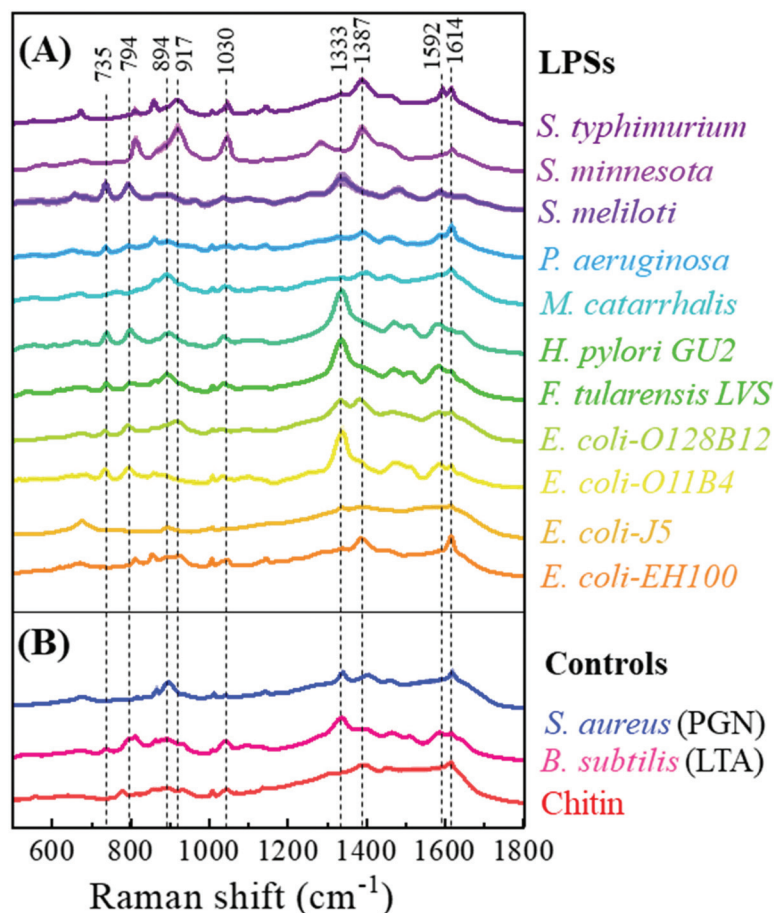 (A)
735
794
894
917
1030
1333
1387
1592
1614
LPSs
S. typhimurium
S. minnesota
S. meliloti
P. aeruginosa
M. catarrhalis
H. pylori GU2
F. tularensis LVS
E. coli-O128B12
E. coli-O11B4
E. coli-J5
E. coli-EH100
(B)
Controls
S. aureus (PGN)
B. subtilis (LTA)
Chitin
600 800 1000 1200 1400 1600 1800
Raman shift (cm⁻¹)